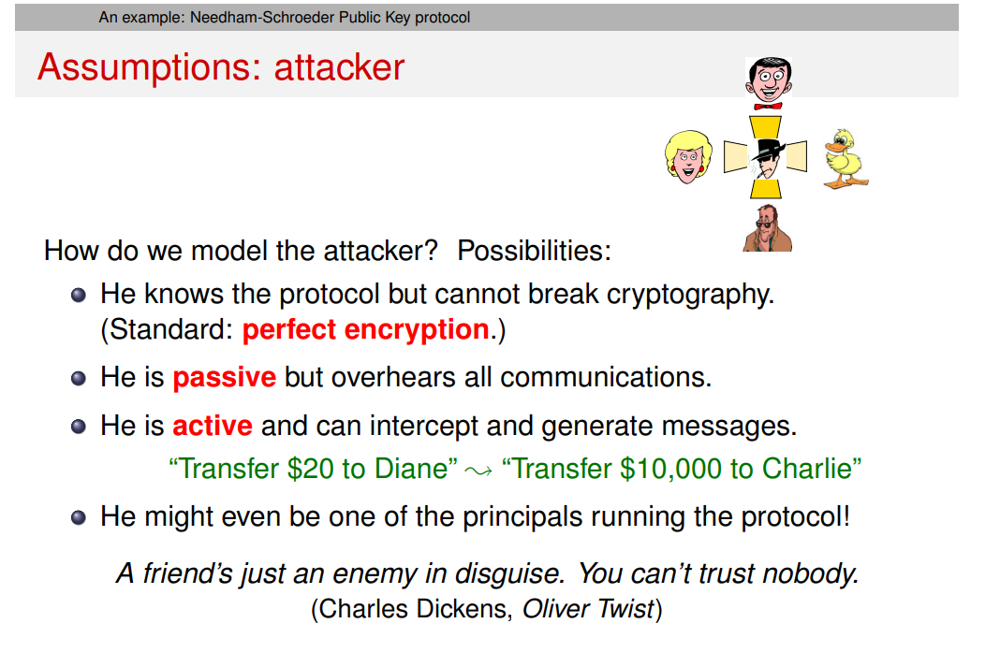 An example: Needham-Schroeder Public Key protocol
Assumptions: attacker
How do we model the attacker? Possibilities:
He knows the protocol but cannot break cryptography.
(Standard: perfect encryption.)
He is passive but overhears all communications.
He is active and can intercept and generate messages.
“Transfer $20 to Diane” ⤳ “Transfer $10,000 to Charlie”
He might even be one of the principals running the protocol!
A friend’s just an enemy in disguise. You can’t trust nobody.
(Charles Dickens, Oliver Twist)